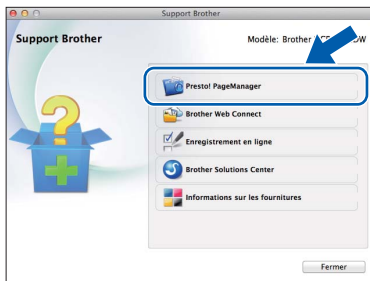 Support Brother
Support Brother
Modèle: Brother
Presto! PageManager
Brother Web Connect
Enregistrement en ligne
Brother Solutions Center
Informations sur les fournitures
Fermer